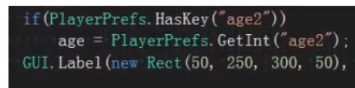 if(PlayerPrefs.HasKey("age2"))
age = PlayerPrefs.GetInt("age2");
GUI.Label(new Rect(50, 250, 300, 50),